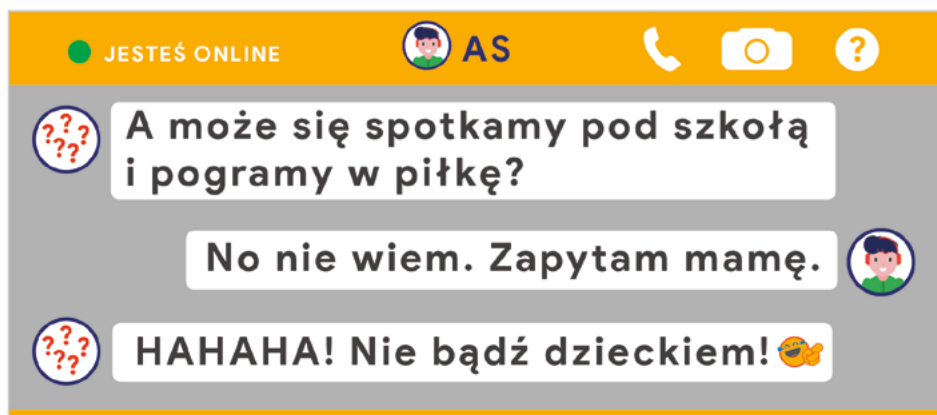 JESTEŚ ONLINE
AS
?
???
??
A może się spotkamy pod szkołą
i pogramy w piłkę?
No nie wiem. Zapytam mamę.
???
??
HAHAHA! Nie bądź dzieckiem!